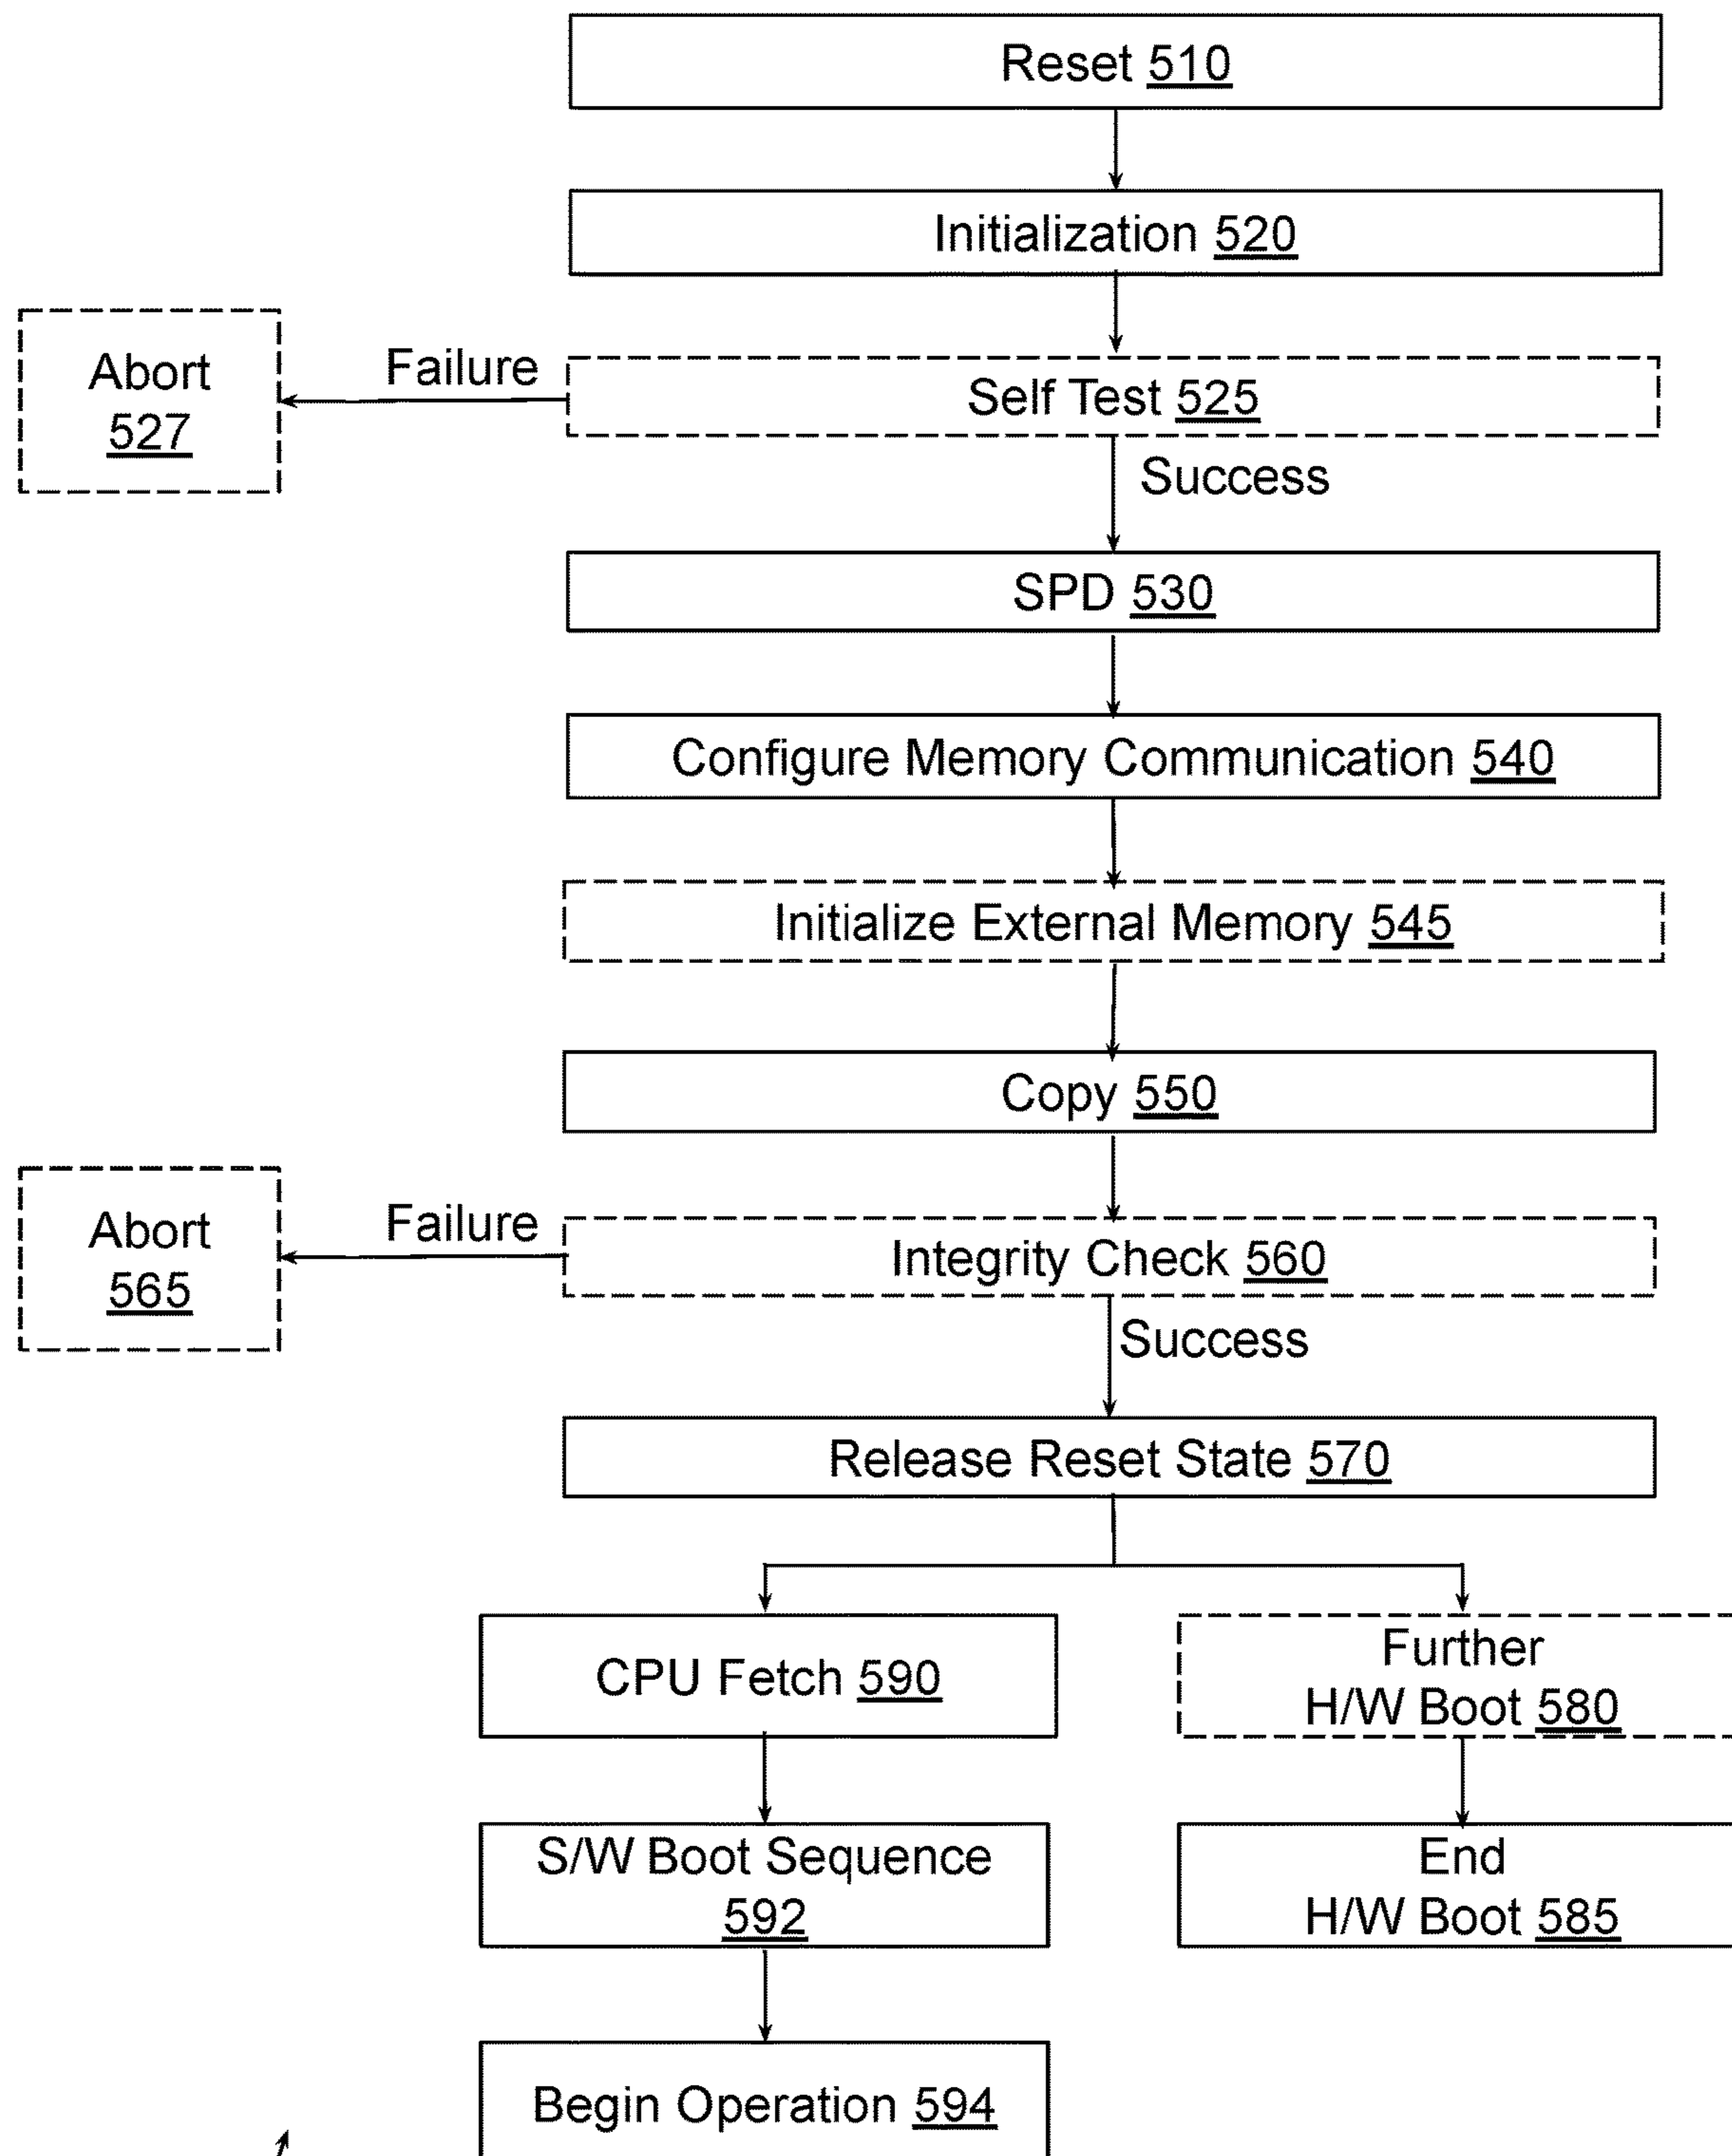 Reset 510
Initialization 520
Abort
527
Failure
Self Test 525
Success
SPD 530
Configure Memory Communication 540
Initialize External Memory 545
Copy 550
Abort
565
Failure
Integrity Check 560
Success
Release Reset State 570
CPU Fetch 590
Further
H/W Boot 580
S/W Boot Sequence
592
End
H/W Boot 585
Begin Operation 594